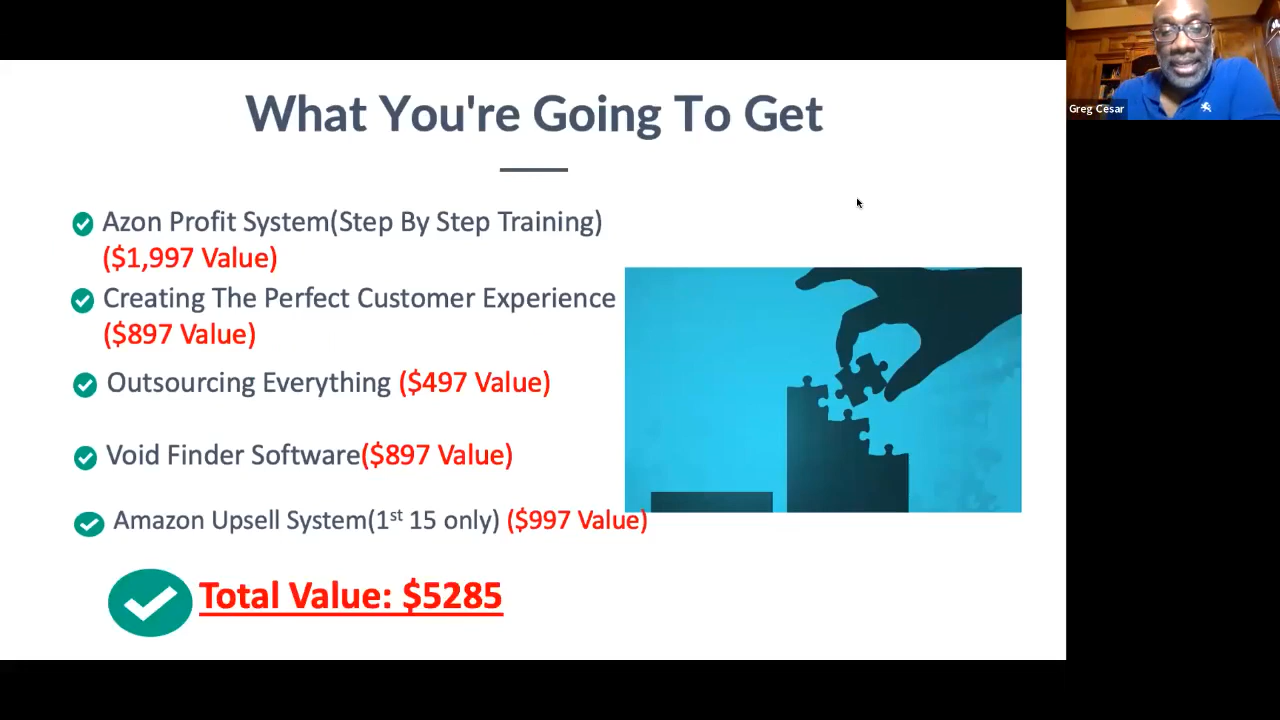 What You're Going To Get
Greg Cesar
Azon Profit System(Step By Step Training)
($1,997 Value)
Creating The Perfect Customer Experience
($897 Value)
Outsourcing Everything ($497 Value)
Void Finder Software($897 Value)
Amazon Upsell System(1st 15 only) ($997 Value)
Total Value: $5285